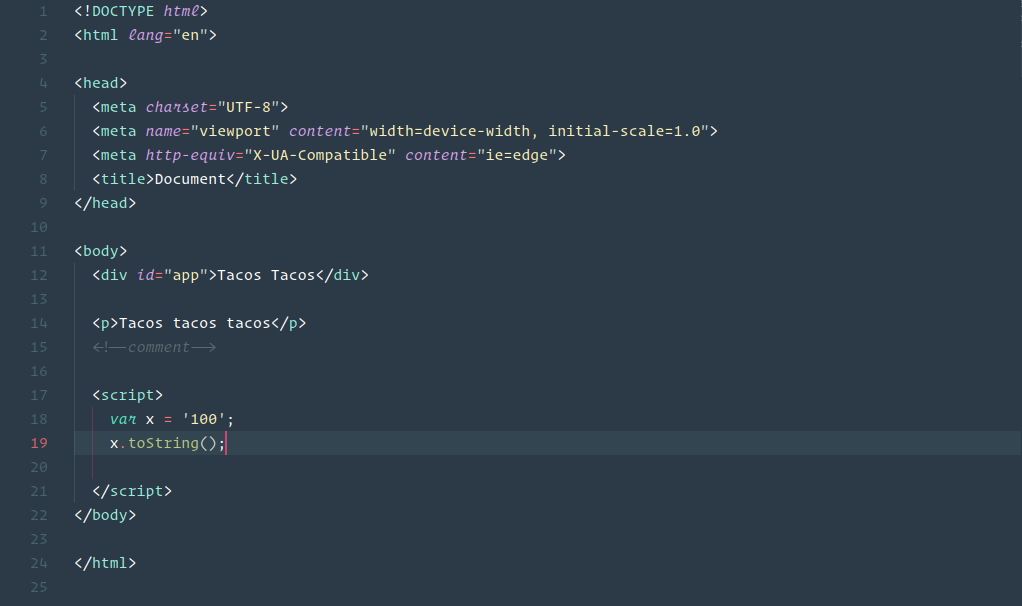 1 <!DOCTYPE html>
2 <html lang="en">
3
4 <head>
5   <meta charset="UTF-8">
6   <meta name="viewport" content="width=device-width, initial-scale=1.0">
7   <meta http-equiv="X-UA-Compatible" content="ie=edge">
8   <title>Document</title>
9 </head>
10
11 <body>
12   <div id="app">Tacos Tacos</div>
13
14   <p>Tacos tacos tacos</p>
15   <!--comment-->
16
17   <script>
18     var x = '100';
19     x.toString();
20
21   </script>
22 </body>
23
24 </html>
25